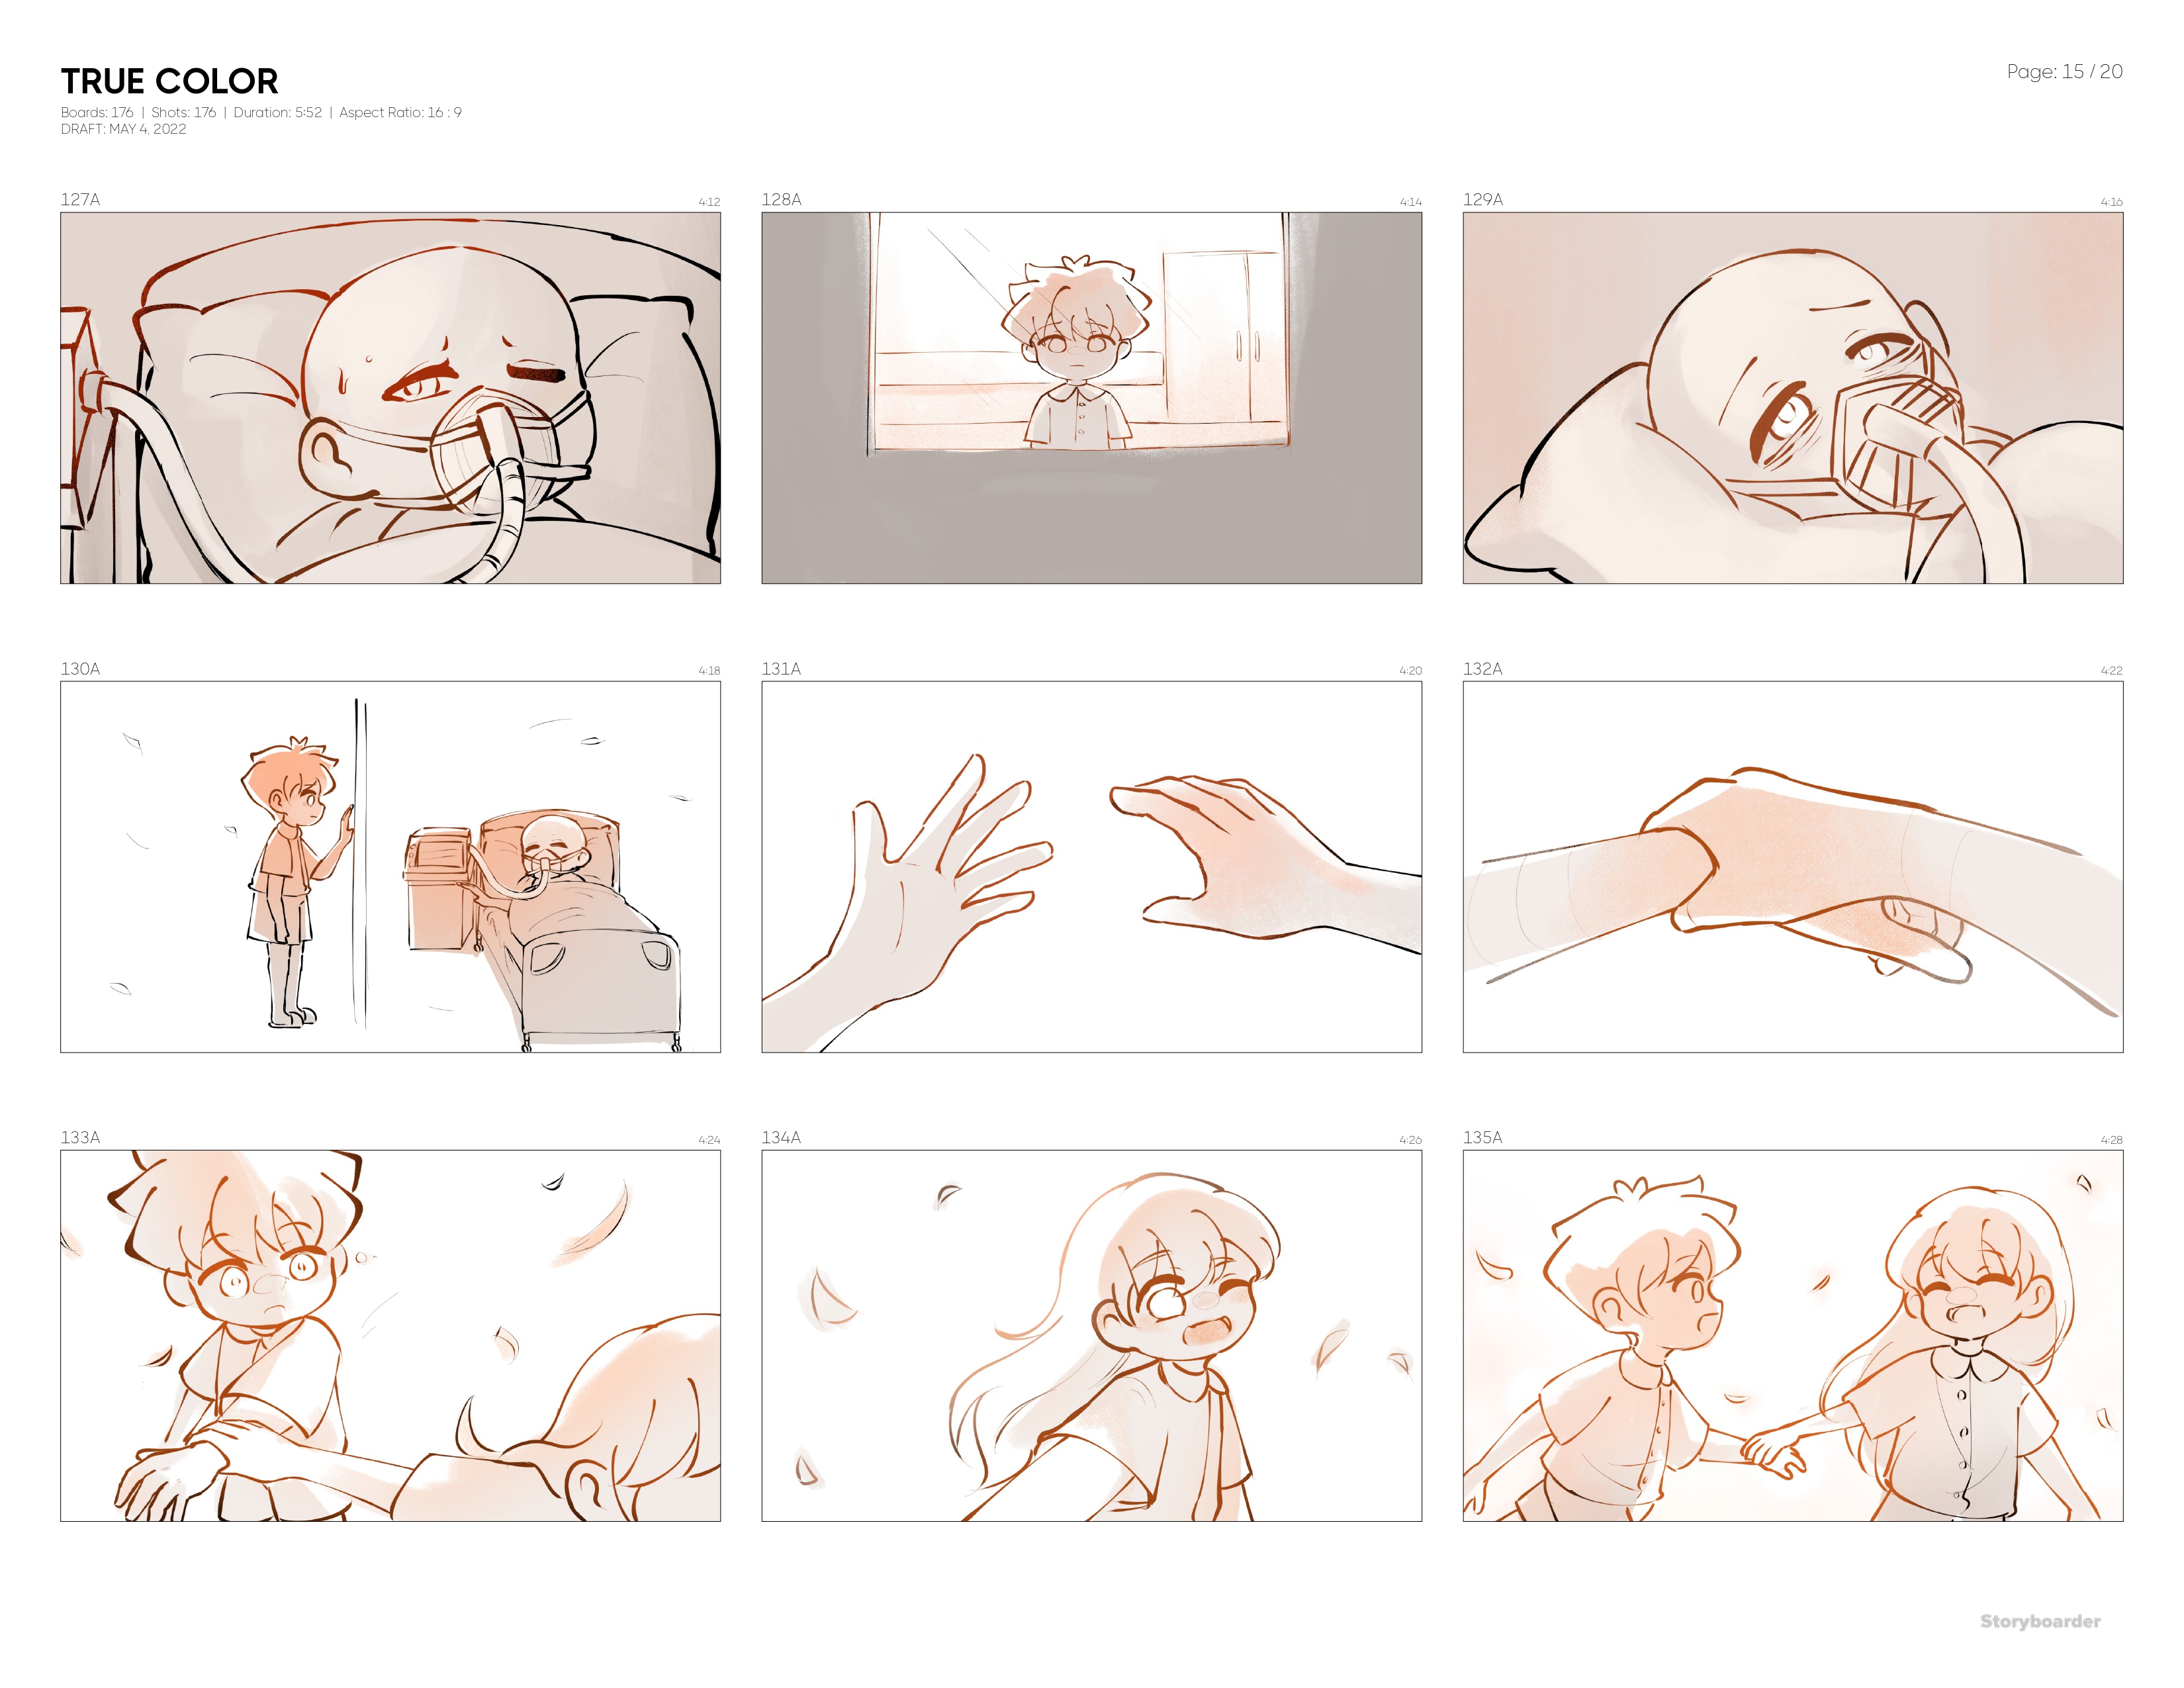 TRUE COLOR
Page: 15 / 20
Boards: 176 | Shots: 176 | Duration: 5:52 | Aspect Ratio: 16 : 9
DRAFT: MAY 4, 2022
127A 4:12
128A 4:14
129A 4:16
130A 4:18
131A 4:20
132A 4:22
133A 4:24
134A 4:26
135A 4:28
Storyboarder